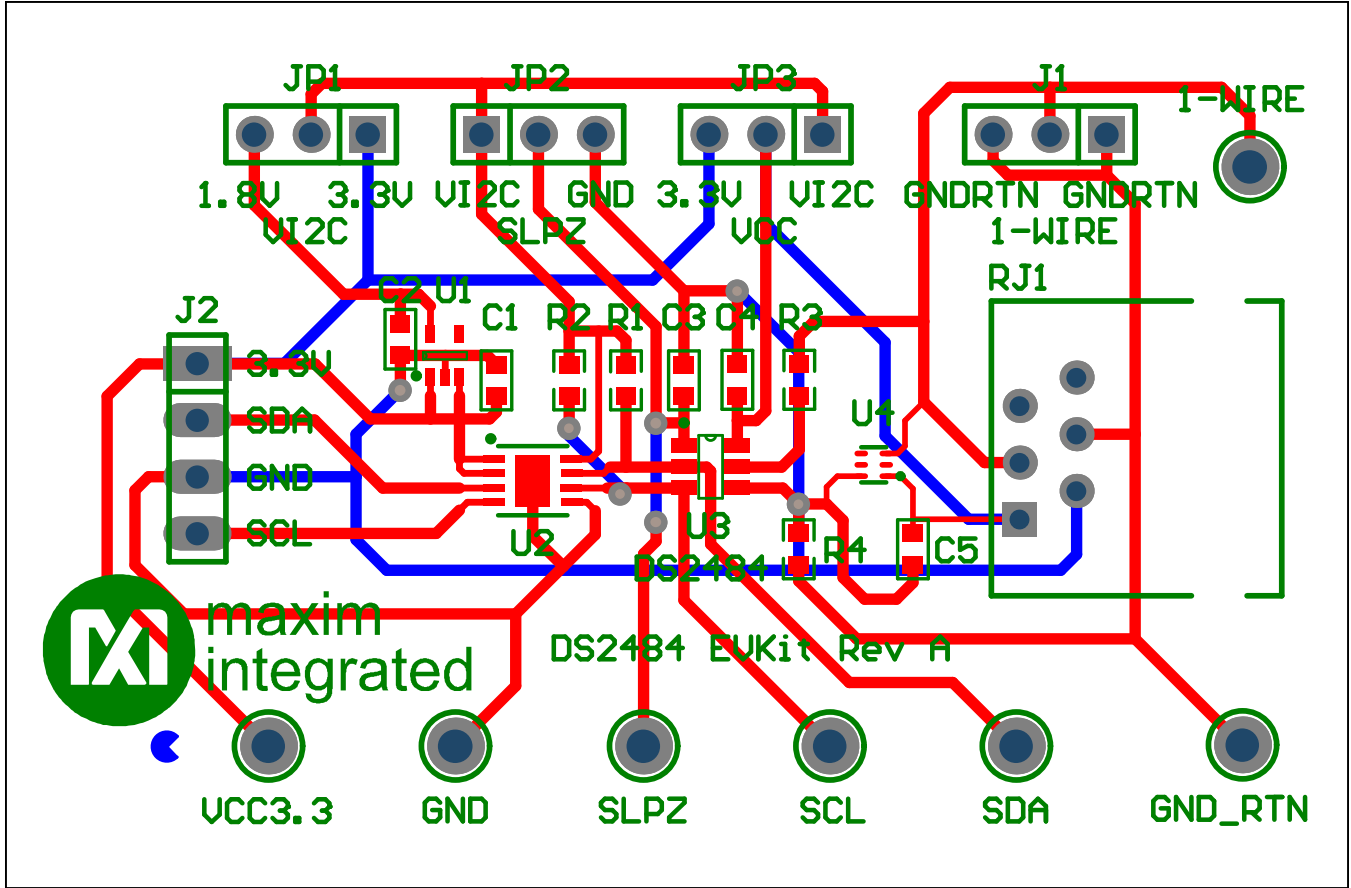 JP1 JP2 JP3 J1
1-WIRE
1.8V 3.3V VI2C GND 3.3V VI2C GNDRTN GNDRTN
VI2C SLPZ VOC 1-WIRE
RJ1
C2 U1
J2 C1 R2 R1 C3 C4 R3
3.3V
SDA U4
GND
SCL U2 U3
R4 C5
DS2484
maxim
integrated
DS2484 EVKit Rev A
VCC3.3 GND SLPZ SCL SDA GND_RTN